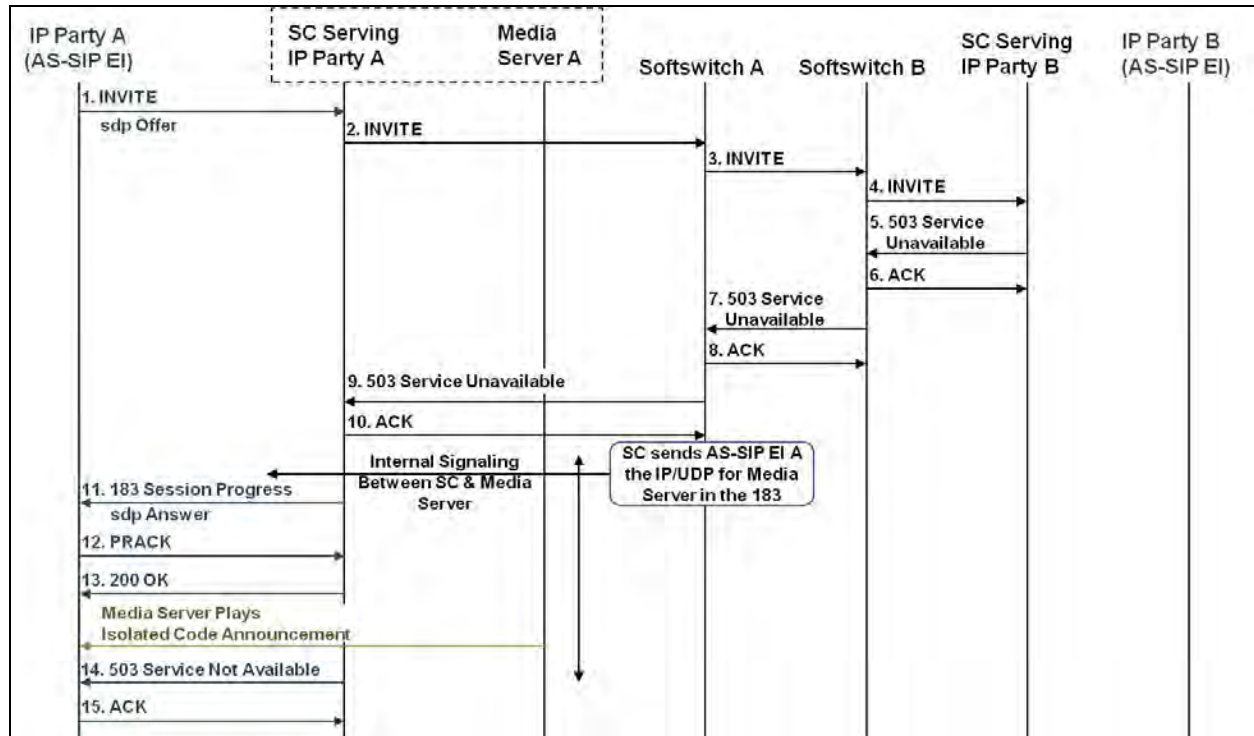 IP Party A
(AS-SIP EI)
SC Serving
IP Party A
Media
Server A
Softswitch A
Softswitch B
SC Serving
IP Party B
IP Party B
(AS-SIP EI)
1. INVITE
sdp Offer
2. INVITE
3. INVITE
4. INVITE
5. 503 Service
Unavailable
6. ACK
7. 503 Service
Unavailable
8. ACK
9. 503 Service Unavailable
10. ACK
Internal Signaling
Between SC & Media
Server
SC sends AS-SIP EI A
the IP/UDP for Media
Server in the 183
11. 183 Session Progress
sdp Answer
12. PRACK
13. 200 OK
Media Server Plays
Isolated Code Announcement
14. 503 Service Not Available
15. ACK